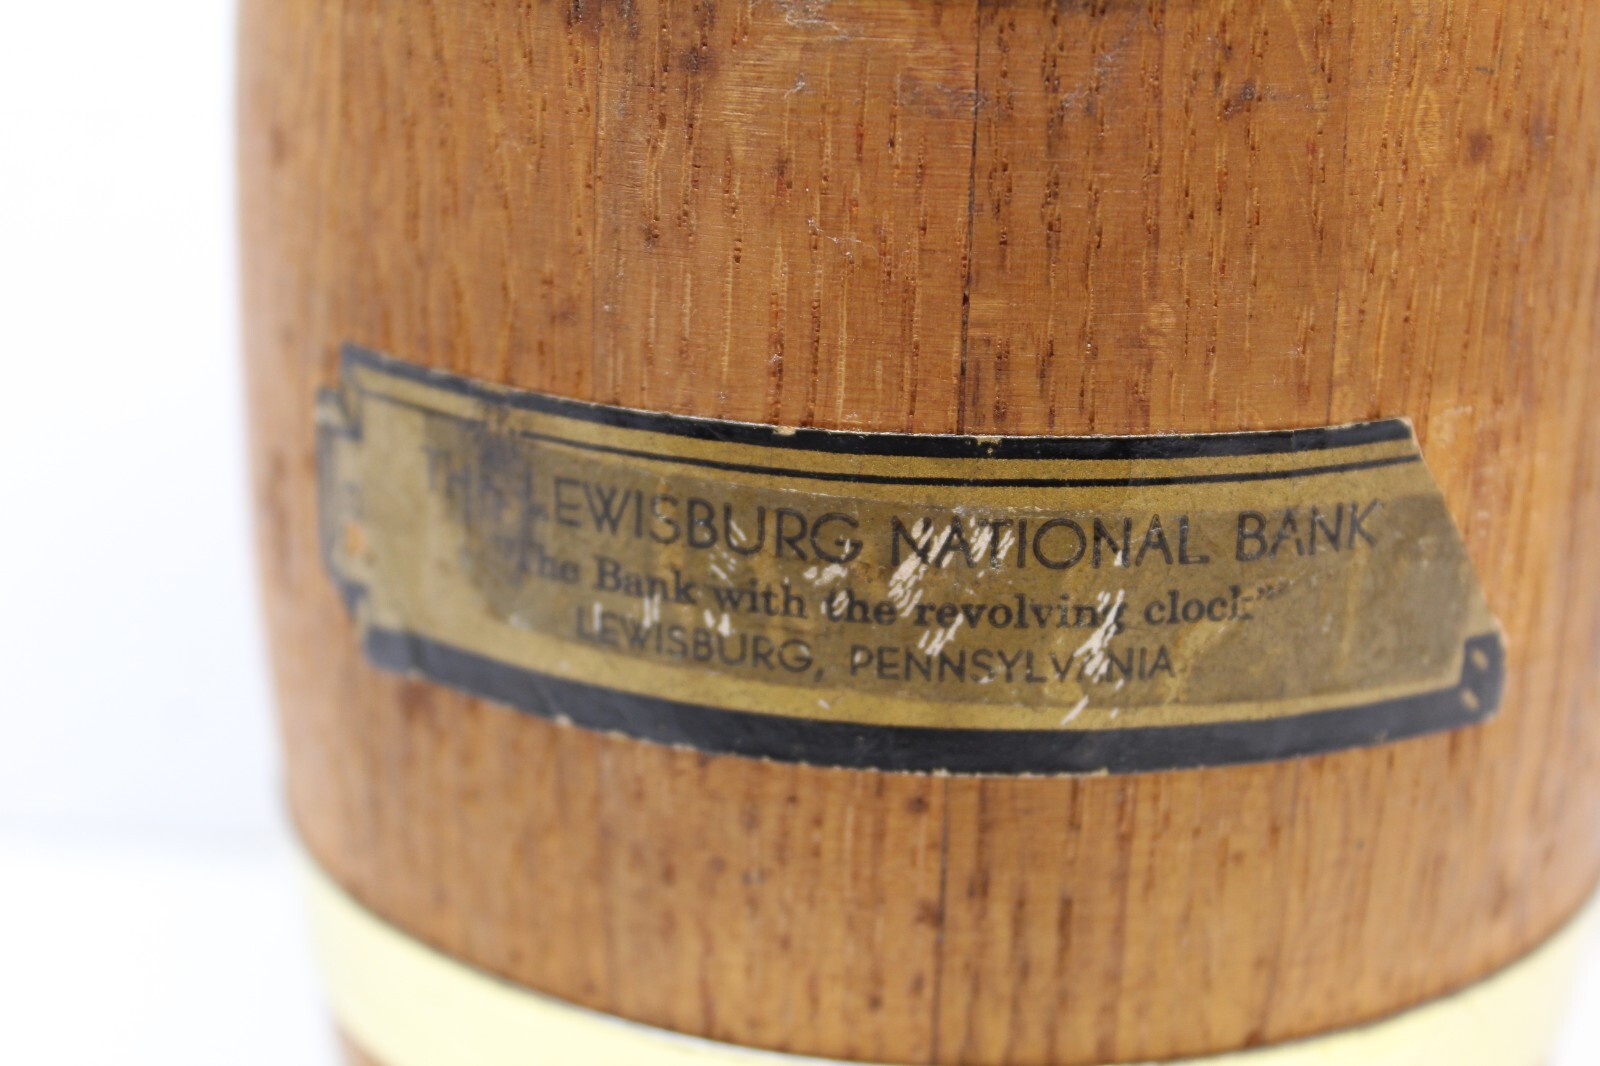 THE LEWISBURG NATIONAL BANK
"The Bank with the revolving clock"
LEWISBURG, PENNSYLVANIA